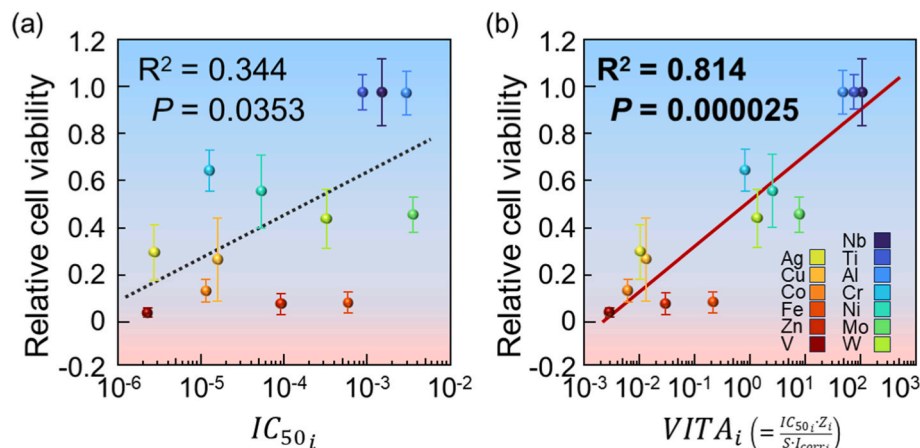 (a)
Relative cell viability
1.2
1.0
0.8
0.6
0.4
0.2
0
-0.2
R² = 0.344
P = 0.0353
10⁻⁶ 10⁻⁵ 10⁻⁴ 10⁻³ 10⁻²
IC₅₀ᵢ
(b)
Relative cell viability
1.2
1.0
0.8
0.6
0.4
0.2
0
-0.2
R² = 0.814
P = 0.000025
Nb
Ag Ti
Cu Al
Co Cr
Fe Ni
Zn Mo
V W
10⁻³ 10⁻² 10⁻¹ 10⁰ 10¹ 10² 10³
VITAᵢ (= IC₅₀ᵢ·Zᵢ / S·I_corrᵢ)